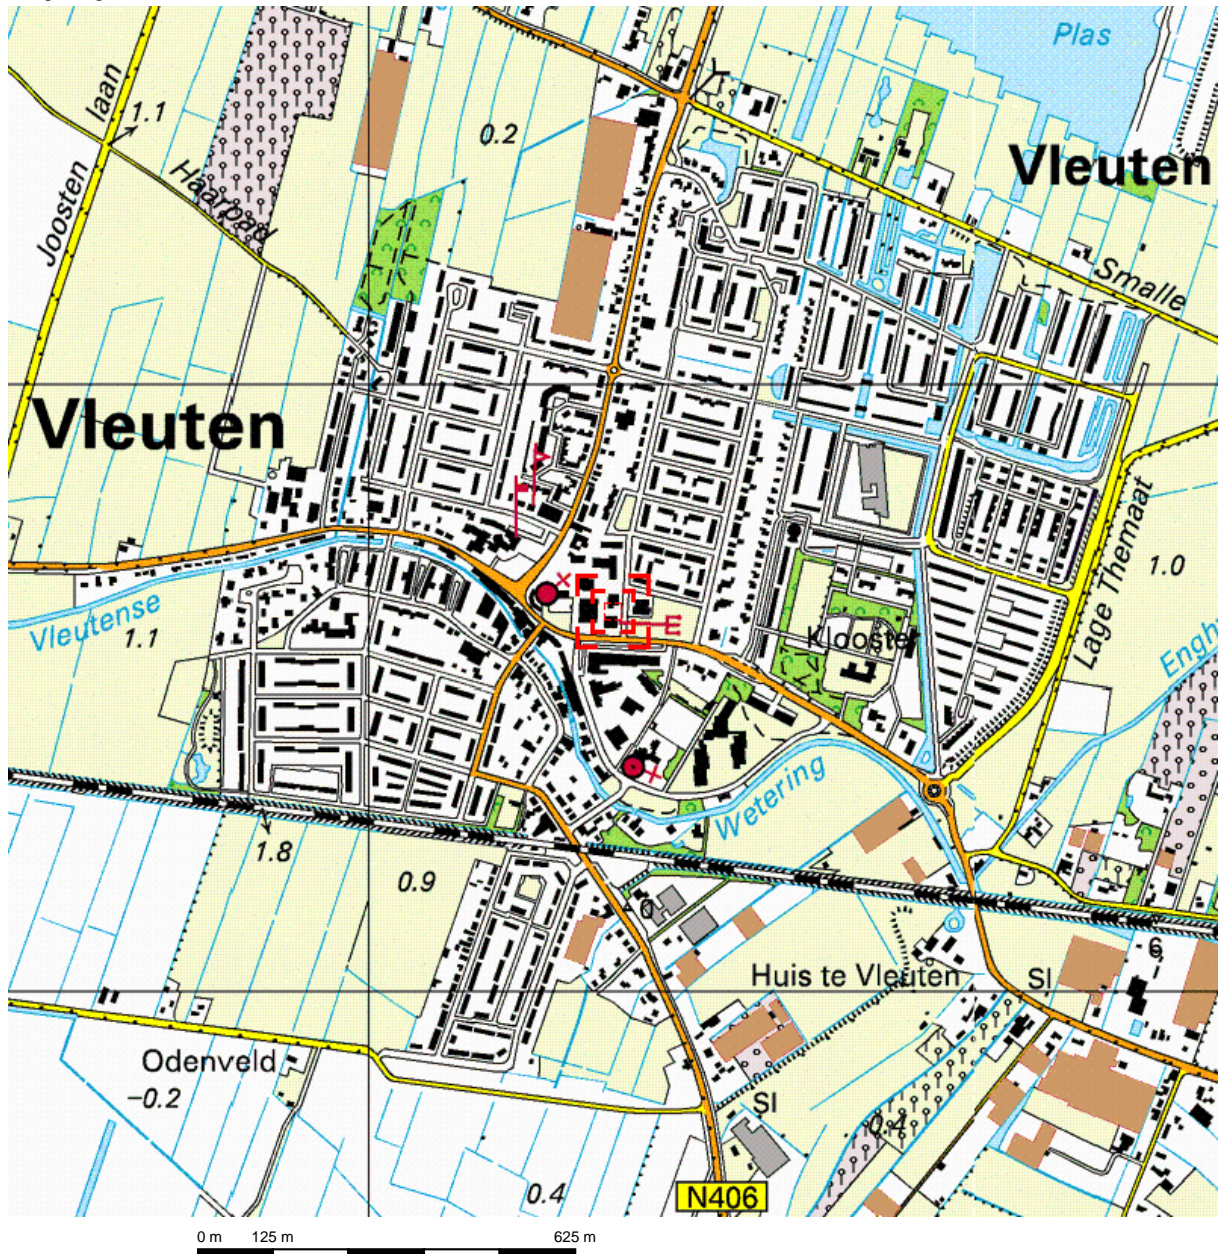 Plas
laan
1.1
0.2
Vleuten
Haarpad
Joosten
Smalle
Vleuten
Lage Themaat
1.0
Vleutense
1.1
Klooster
Wetering
1.8
0.9
Huis te Vleuten
SI
6
Odenveld
-0.2
SI
0.4
0.4
N406
0 m 125 m 625 m